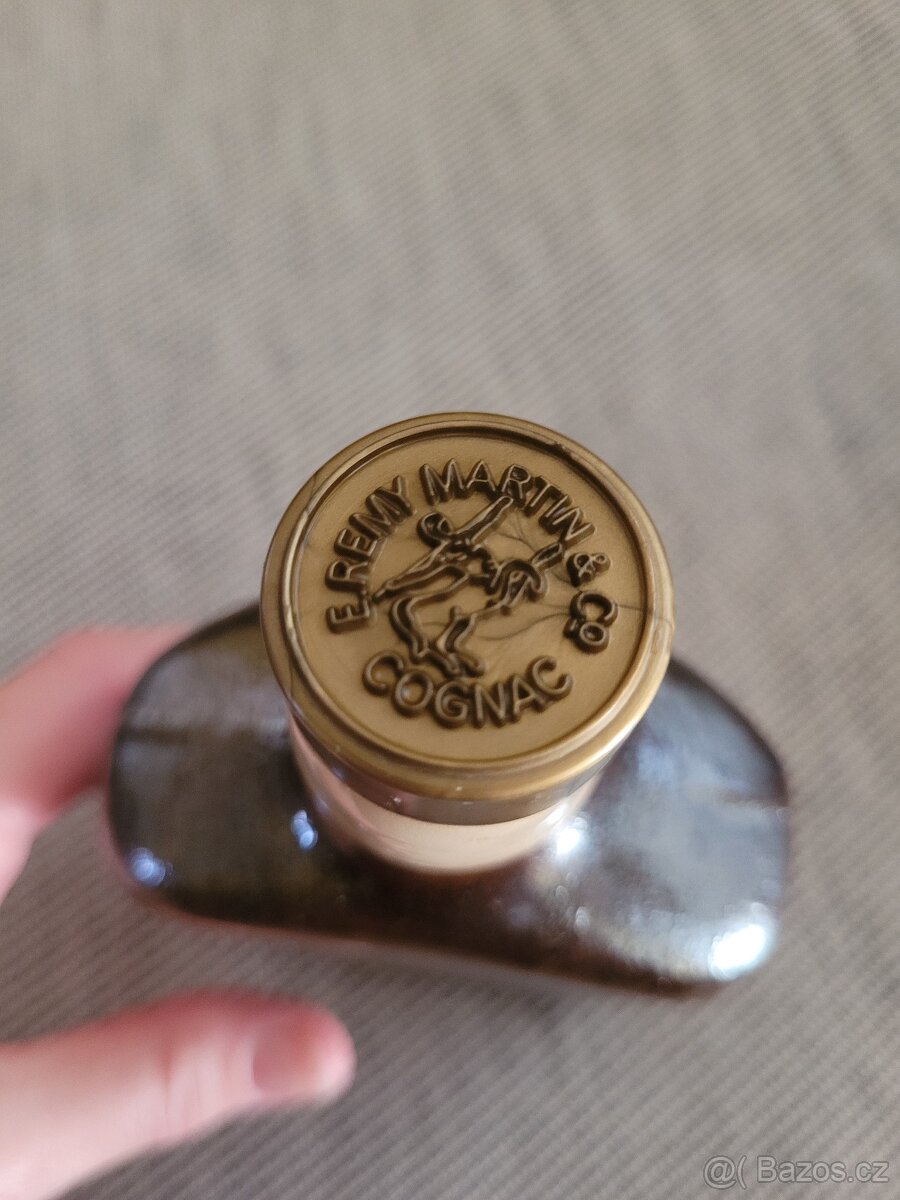 E. REMY MARTIN & Co
COGNAC
@( Bazos.cz